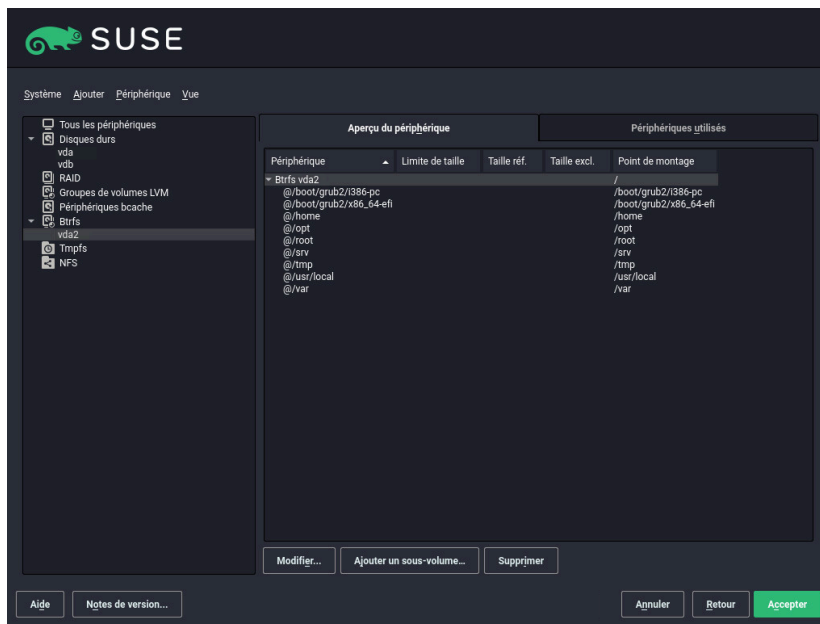 SUSE
Système Ajouter Périphérique Vue
Tous les périphériques
Disques durs
vda
vdb
RAID
Groupes de volumes LVM
Périphériques bcache
Btrfs
vda2
Tmpfs
NFS
Aperçu du périphérique Périphériques utilisés
Périphérique Limite de taille Taille réf. Taille excl. Point de montage
Btrfs vda2 /
@/boot/grub2/i386-pc /boot/grub2/i386-pc
@/boot/grub2/x86_64-efi /boot/grub2/x86_64-efi
@/home /home
@/opt /opt
@/root /root
@/srv /srv
@/tmp /tmp
@/usr/local /usr/local
@/var /var
Modifier... Ajouter un sous-volume... Supprimer
Aide Notes de version... Annuler Retour Accepter